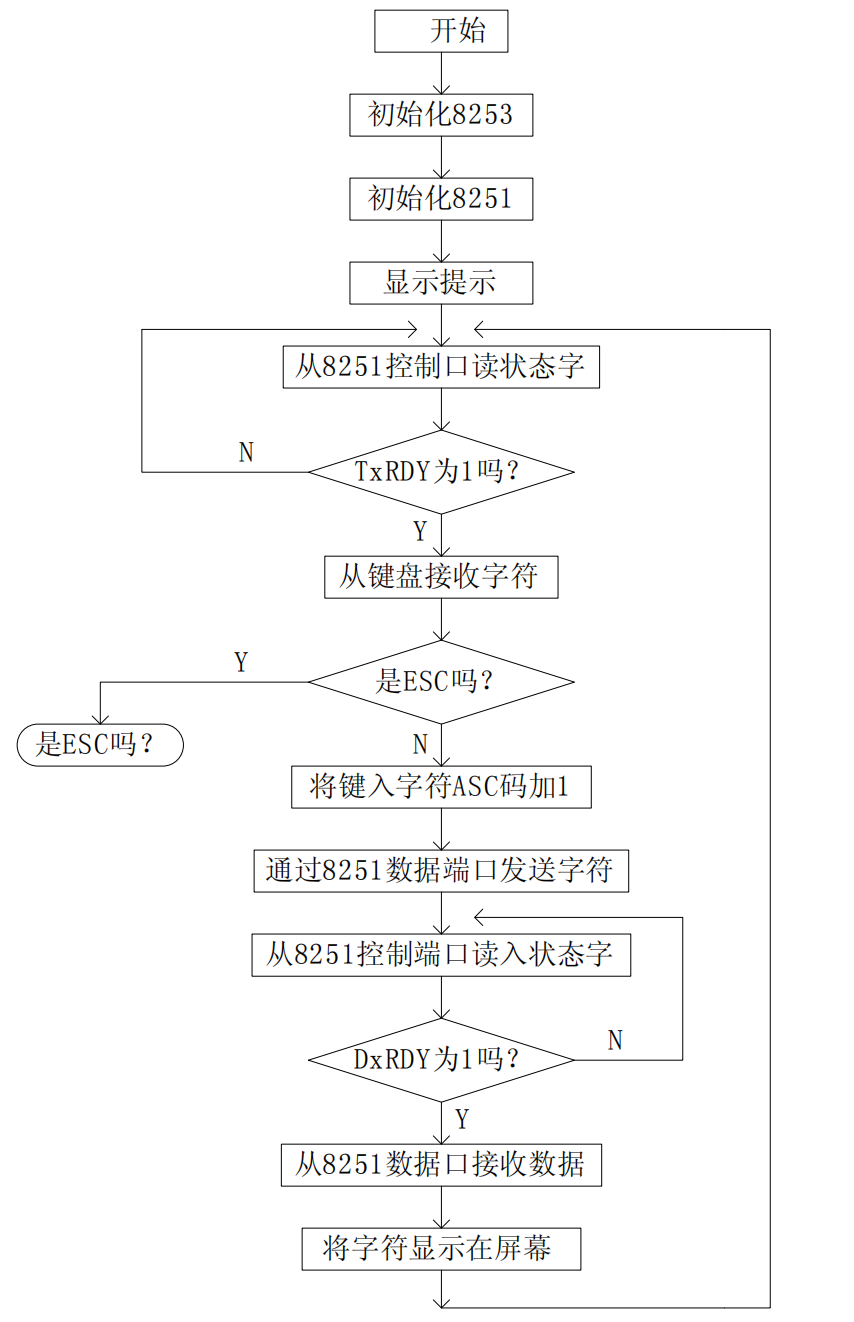 开始
初始化8253
初始化8251
显示提示
从8251控制口读状态字
N
TxRDY为1吗?
Y
从键盘接收字符
Y
是ESC吗?
是ESC吗?
N
将键入字符ASC码加1
通过8251数据端口发送字符
从8251控制端口读入状态字
N
DxRDY为1吗?
Y
从8251数据口接收数据
将字符显示在屏幕